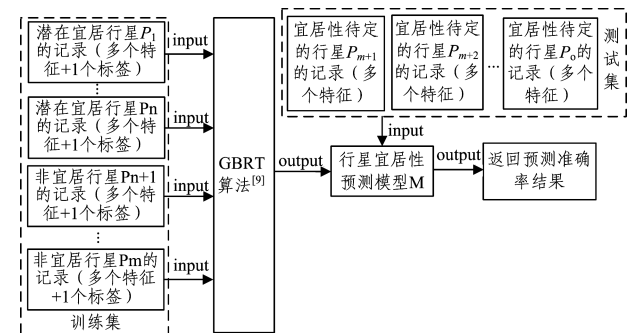 潜在宜居行星P1
的记录（多个特
征+1个标签）
input
⋮
潜在宜居行星Pn
的记录（多个特
征+1个标签）
input
非宜居行星Pn+1
的记录（多个特
征+1个标签）
input
⋮
非宜居行星Pm的
记录（多个特征
+1个标签）
input
训练集
GBRT
算法[9]
output
宜居性待定
的行星Pm+1
的记录（多
个特征）
宜居性待定
的行星Pm+2
的记录（多
个特征）
...
宜居性待定
的行星Po的
记录（多个
特征）
测试集
input
行星宜居性
预测模型M
output
返回预测准确
率结果